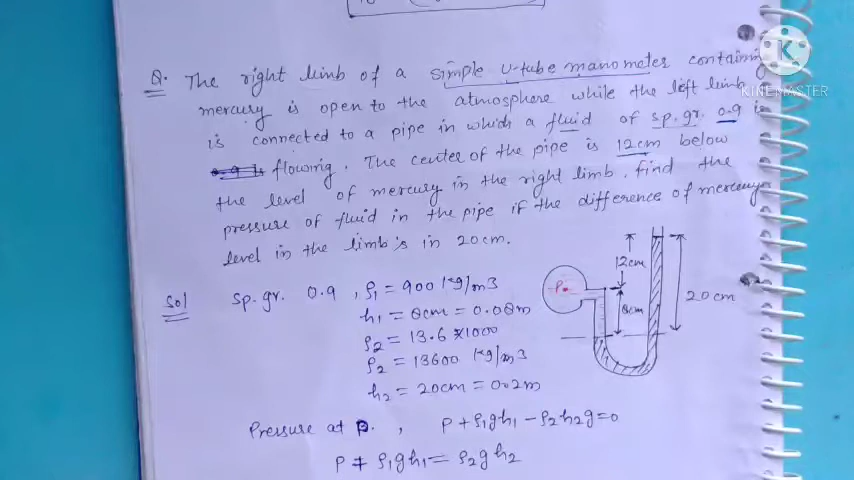 Q. The right limb of a simple U-tube manometer containing
mercury is open to the atmosphere while the left limb
is connected to a pipe in which a fluid of sp.gr. 0.9 is
flowing. The center of the pipe is 12cm below
the level of mercury in the right limb. find the
pressure of fluid in the pipe if the difference of mercury
level in the limb's is in 20cm.
K
KINEMASTER
Sol
Sp.gr. 0.9 , ρ1 = 900 kg/m3
h1 = 8cm = 0.08m
ρ2 = 13.6 × 1000
ρ2 = 13600 kg/m3
h2 = 20cm = 0.2m
12cm
8cm
20cm
Pressure at P. , P + ρ1gh1 - ρ2h2g = 0
P + ρ1gh1 = ρ2gh2